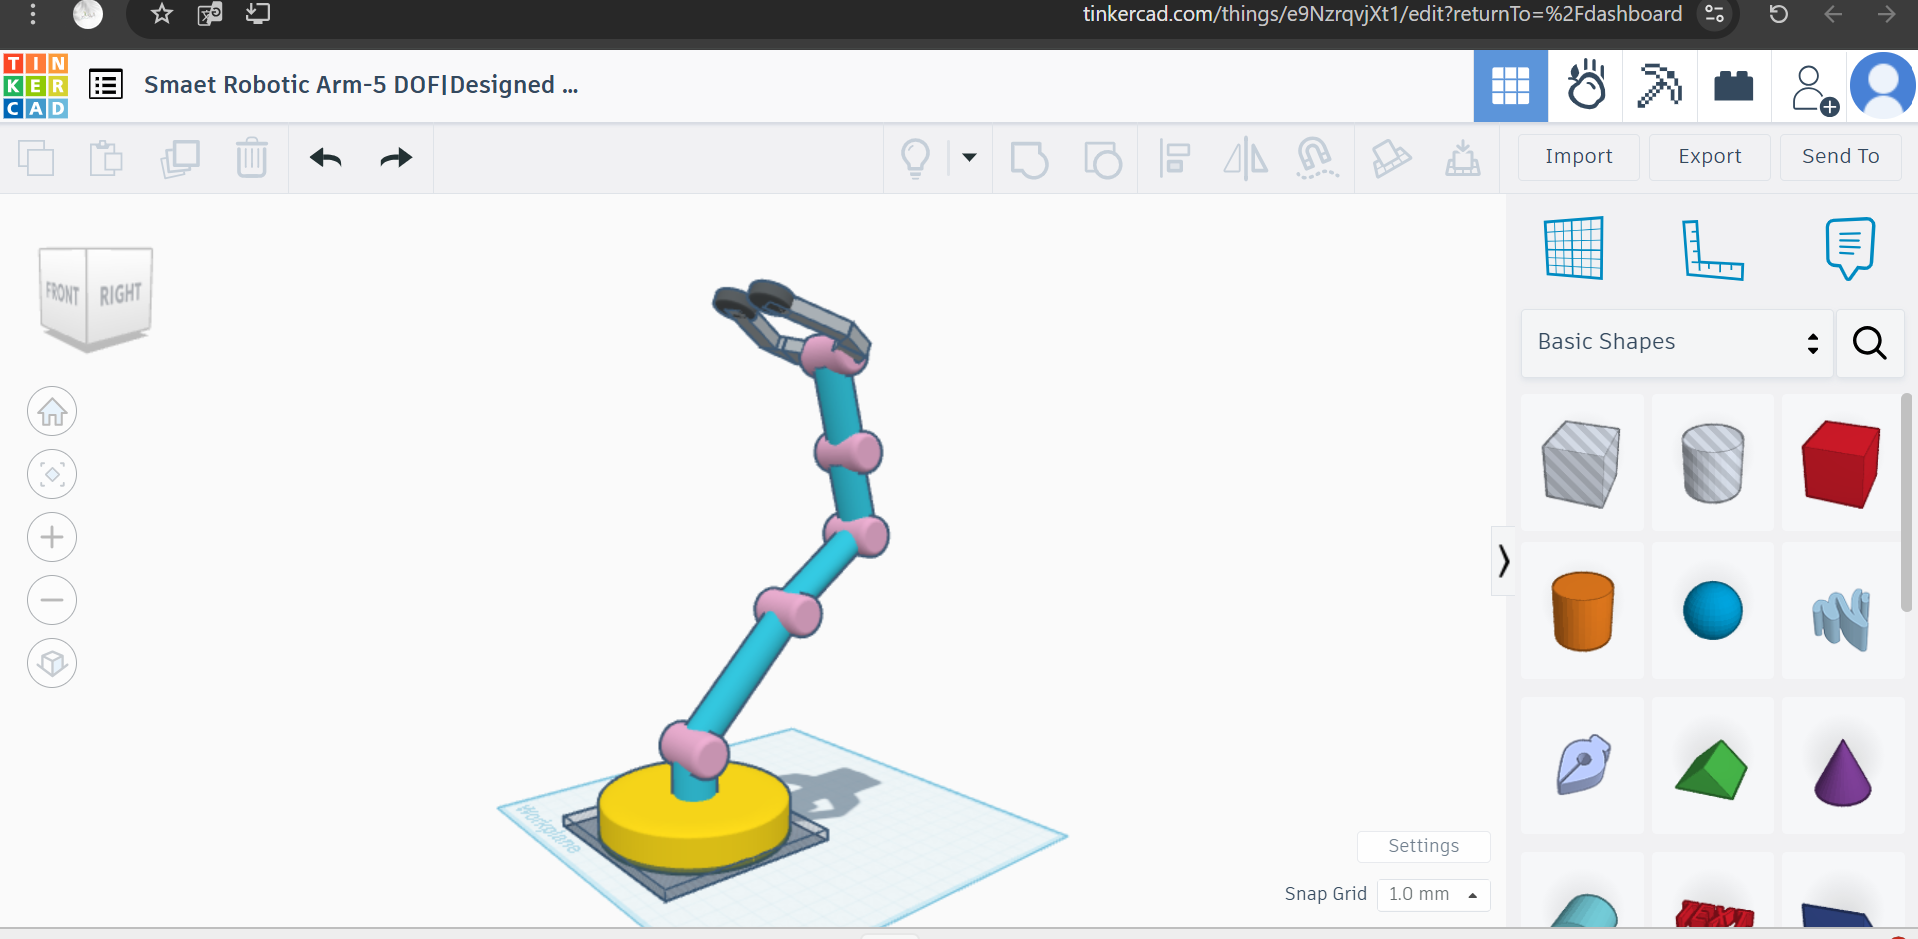 tinkercad.com/things/e9NzrqvjXt1/edit?returnTo=%2Fdashboard
TIN
KER
CAD
Smaet Robotic Arm-5 DOF|Designed ...
Import
Export
Send To
FRONT
RIGHT
Basic Shapes
Workplane
TEXT
Settings
Snap Grid
1.0 mm